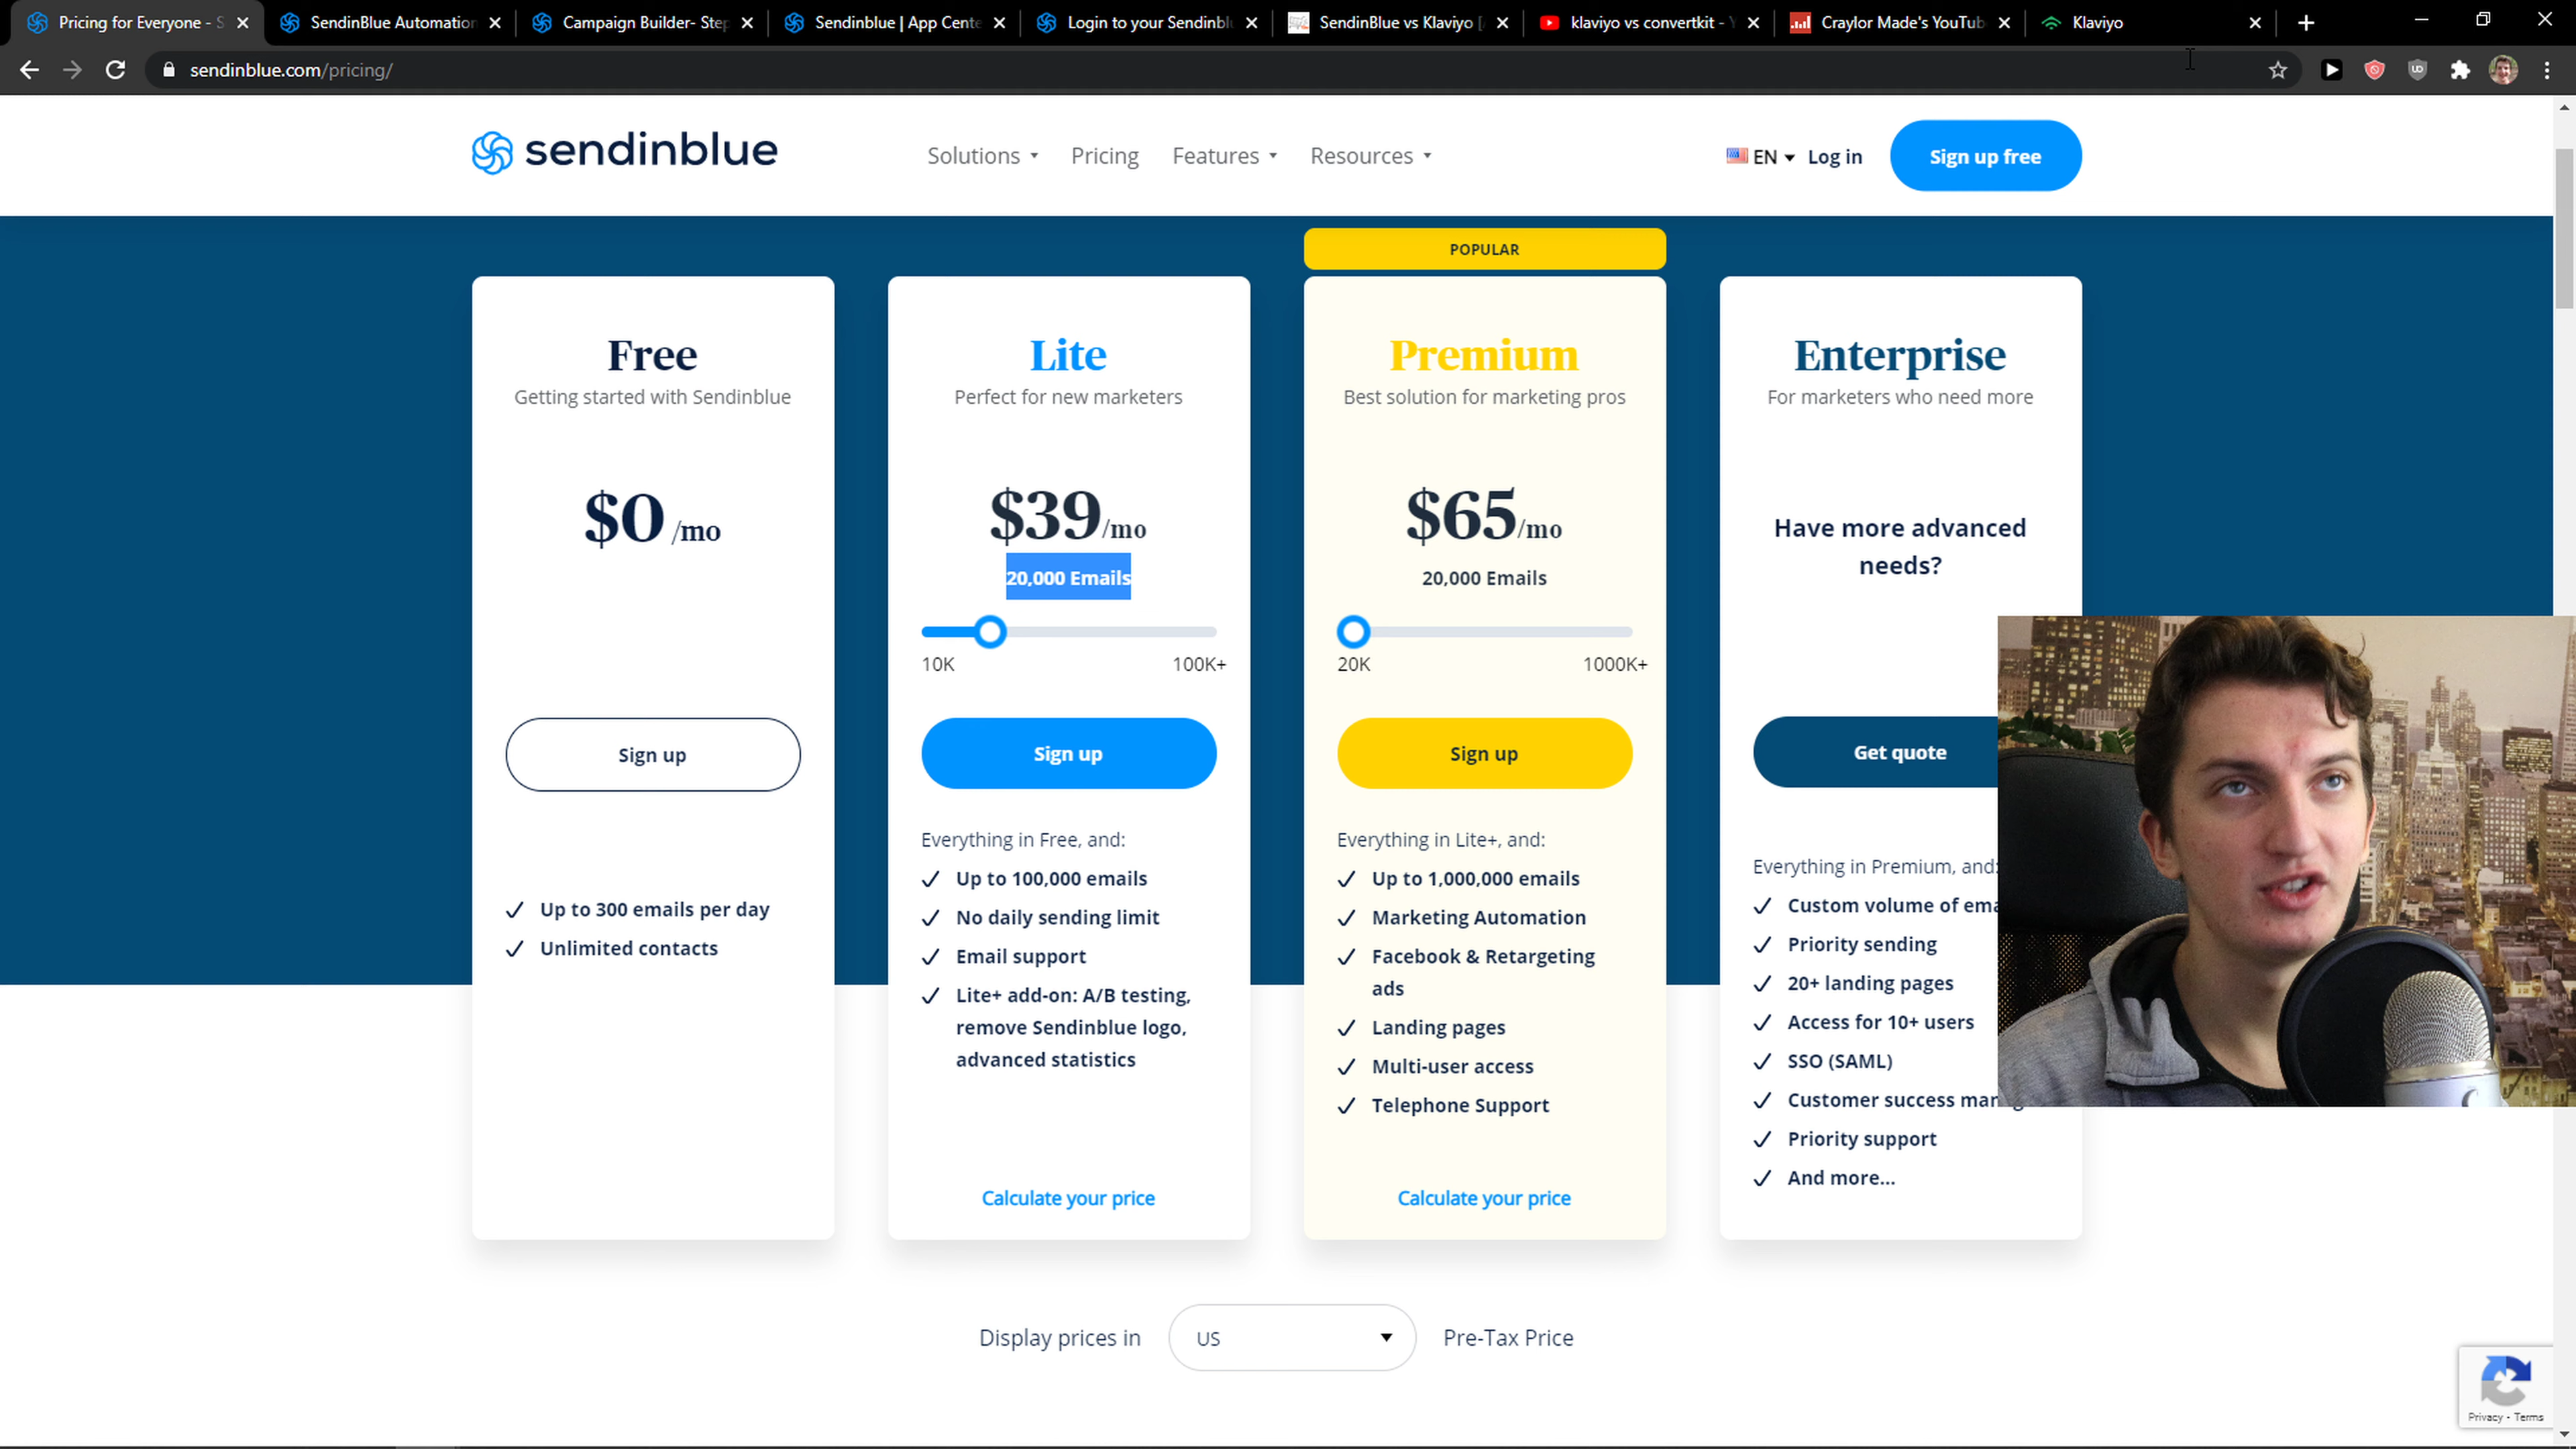 Pricing for Everyone - S
SendinBlue Automation
Campaign Builder- Step
Sendinblue | App Cente
Login to your Sendinblu
SendinBlue vs Klaviyo [
klaviyo vs convertkit - Y
Craylor Made's YouTub
Klaviyo
sendinblue.com/pricing/
sendinblue
Solutions
Pricing
Features
Resources
EN
Log in
Sign up free
POPULAR
Free
Getting started with Sendinblue
$0 /mo
Sign up
Up to 300 emails per day
Unlimited contacts
Lite
Perfect for new marketers
$39/mo
20,000 Emails
10K
100K+
Sign up
Everything in Free, and:
Up to 100,000 emails
No daily sending limit
Email support
Lite+ add-on: A/B testing,
remove Sendinblue logo,
advanced statistics
Calculate your price
Premium
Best solution for marketing pros
$65/mo
20,000 Emails
20K
1000K+
Sign up
Everything in Lite+, and:
Up to 1,000,000 emails
Marketing Automation
Facebook & Retargeting
ads
Landing pages
Multi-user access
Telephone Support
Calculate your price
Enterprise
For marketers who need more
Have more advanced
needs?
Get quote
Everything in Premium, and:
Custom volume of ema
Priority sending
20+ landing pages
Access for 10+ users
SSO (SAML)
Customer success manag
Priority support
And more...
Display prices in
US
Pre-Tax Price
Privacy - Terms